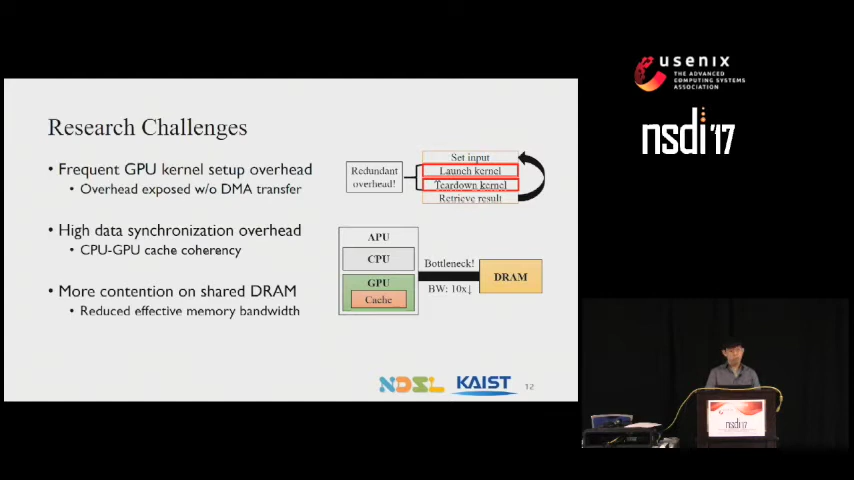 Research Challenges
• Frequent GPU kernel setup overhead
• Overhead exposed w/o DMA transfer
• High data synchronization overhead
• CPU-GPU cache coherency
• More contention on shared DRAM
• Reduced effective memory bandwidth
Redundant
overhead!
Set input
Launch kernel
Teardown kernel
Retrieve result
APU
CPU
GPU
Cache
Bottleneck!
BW: 10x↓
DRAM
NDSL
KAIST
12
usenix
THE ADVANCED
COMPUTING SYSTEMS
ASSOCIATION
nsdi '17
nsdi'17